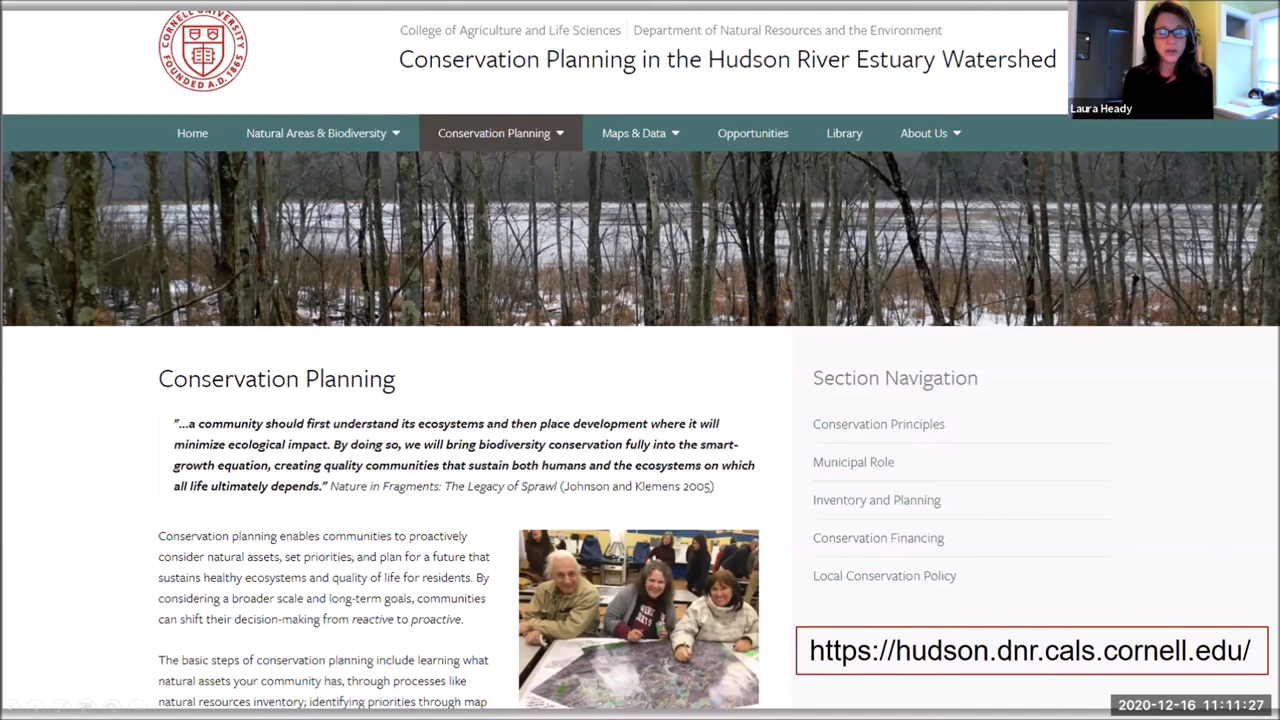 CORNELL UNIVERSITY
FOUNDED A.D. 1865
College of Agriculture and Life Sciences | Department of Natural Resources and the Environment
Conservation Planning in the Hudson River Estuary Watershed
Laura Heady
Home Natural Areas & Biodiversity Conservation Planning Maps & Data Opportunities Library About Us
Conservation Planning
"...a community should first understand its ecosystems and then place development where it will
minimize ecological impact. By doing so, we will bring biodiversity conservation fully into the smart-
growth equation, creating quality communities that sustain both humans and the ecosystems on which
all life ultimately depends." Nature in Fragments: The Legacy of Sprawl (Johnson and Klemens 2005)
Conservation planning enables communities to proactively
consider natural assets, set priorities, and plan for a future that
sustains healthy ecosystems and quality of life for residents. By
considering a broader scale and long-term goals, communities
can shift their decision-making from reactive to proactive.
The basic steps of conservation planning include learning what
natural assets your community has, through processes like
natural resources inventory; identifying priorities through map
Section Navigation
Conservation Principles
Municipal Role
Inventory and Planning
Conservation Financing
Local Conservation Policy
https://hudson.dnr.cals.cornell.edu/
2020-12-16 11:11:27